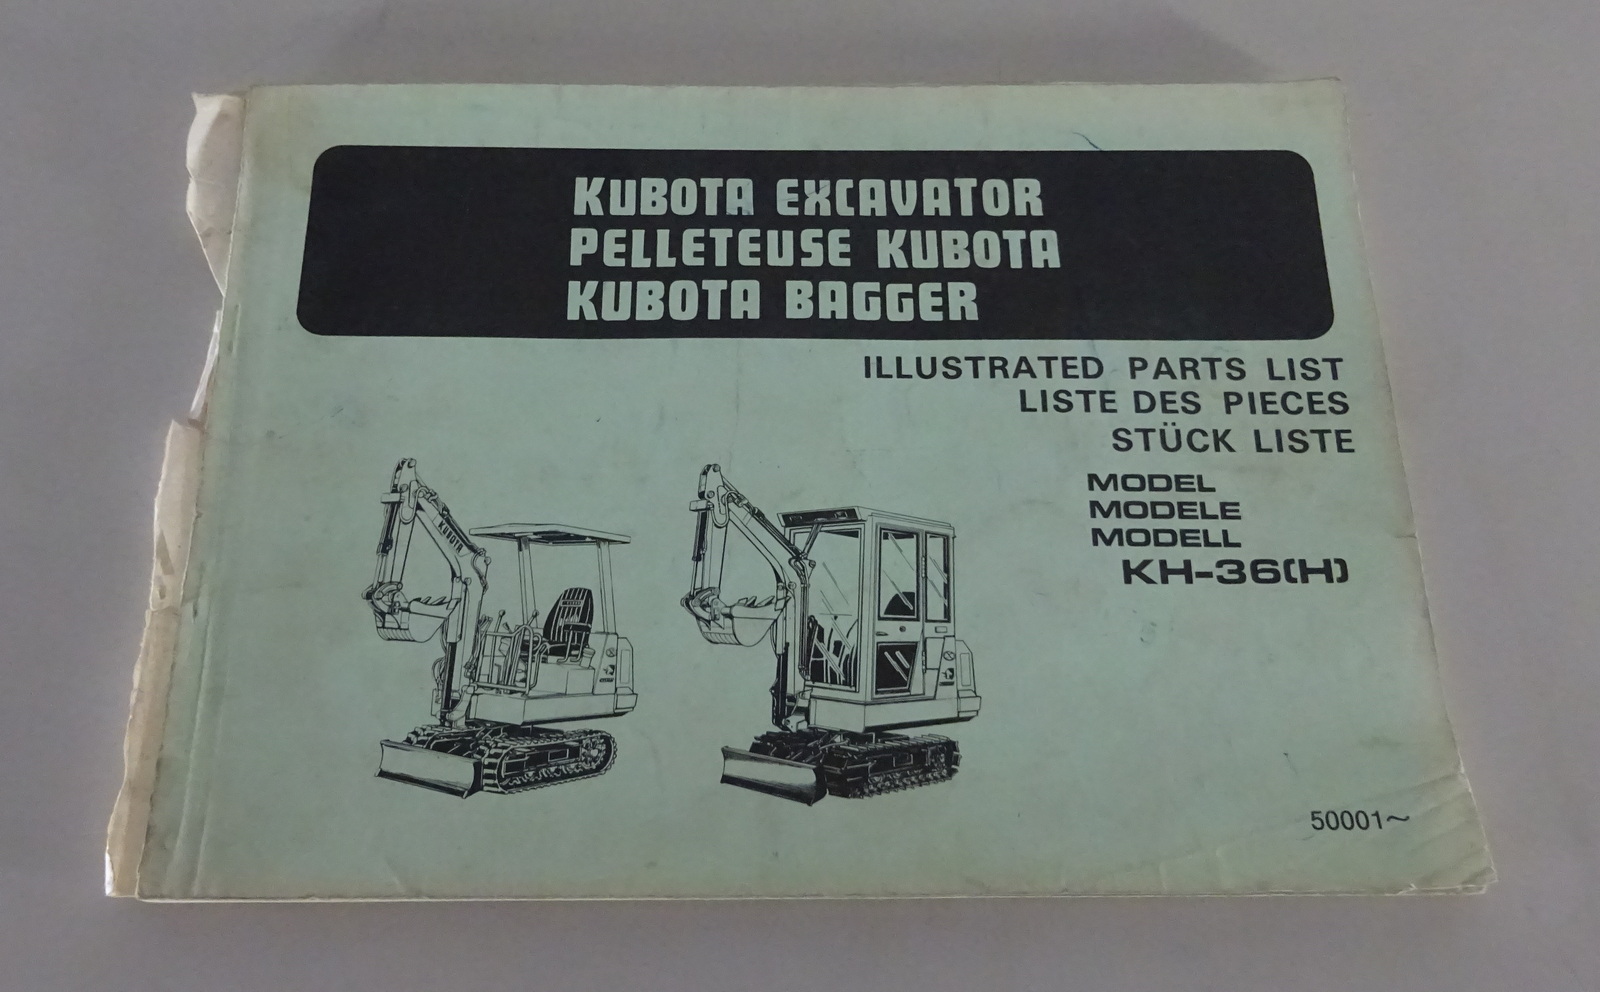 KUBOTA EXCAVATOR
PELLETEUSE KUBOTA
KUBOTA BAGGER
ILLUSTRATED PARTS LIST
LISTE DES PIECES
STÜCK LISTE
MODEL
MODELE
MODELL
KH-36(H)
KUBOTA
50001~